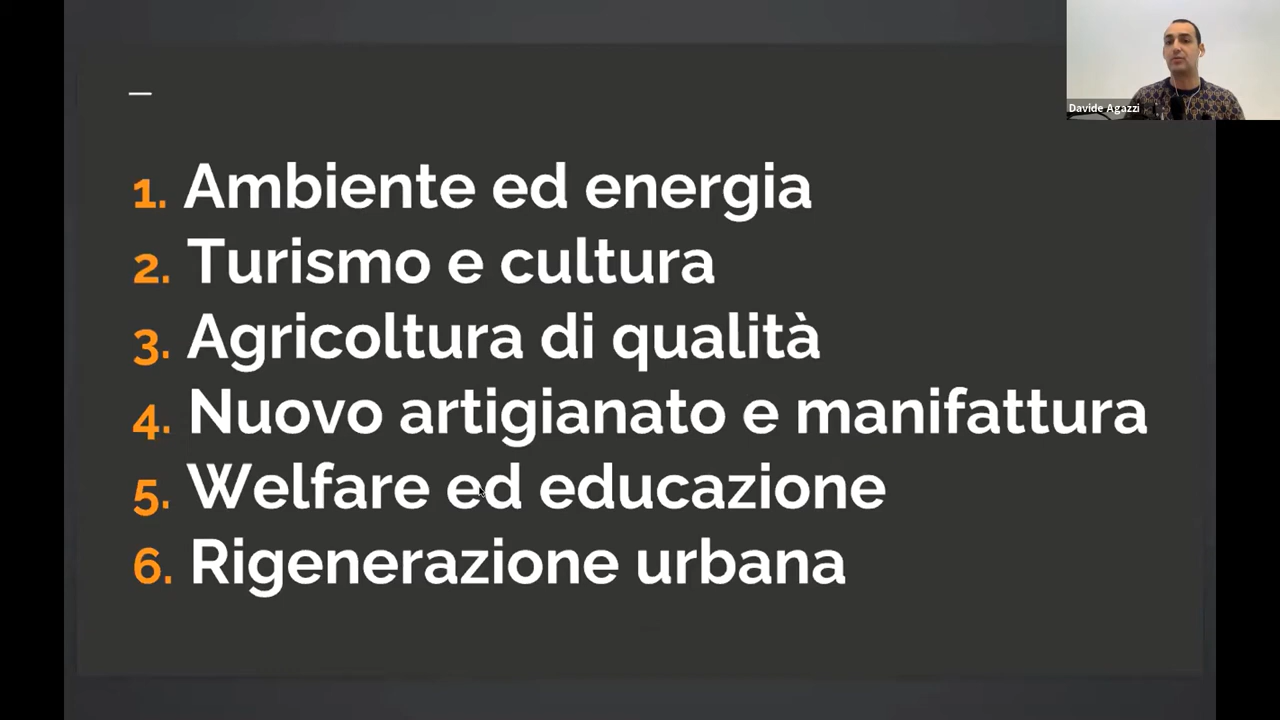 Davide Agazzi
1. Ambiente ed energia
2. Turismo e cultura
3. Agricoltura di qualità
4. Nuovo artigianato e manifattura
5. Welfare ed educazione
6. Rigenerazione urbana